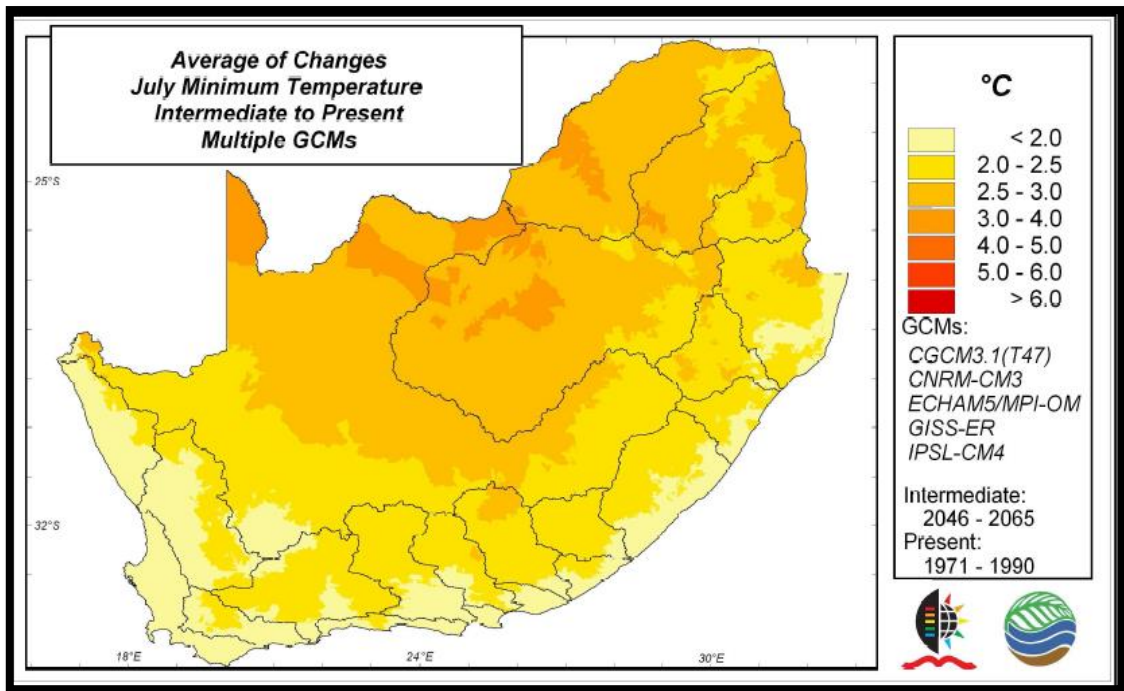 Average of Changes
July Minimum Temperature
Intermediate to Present
Multiple GCMs
°C
< 2.0
2.0 - 2.5
2.5 - 3.0
3.0 - 4.0
4.0 - 5.0
5.0 - 6.0
> 6.0
GCMs:
CGCM3.1(T47)
CNRM-CM3
ECHAM5/MPI-OM
GISS-ER
IPSL-CM4
Intermediate:
2046 - 2065
Present:
1971 - 1990
25°S
32°S
18°E
24°E
30°E